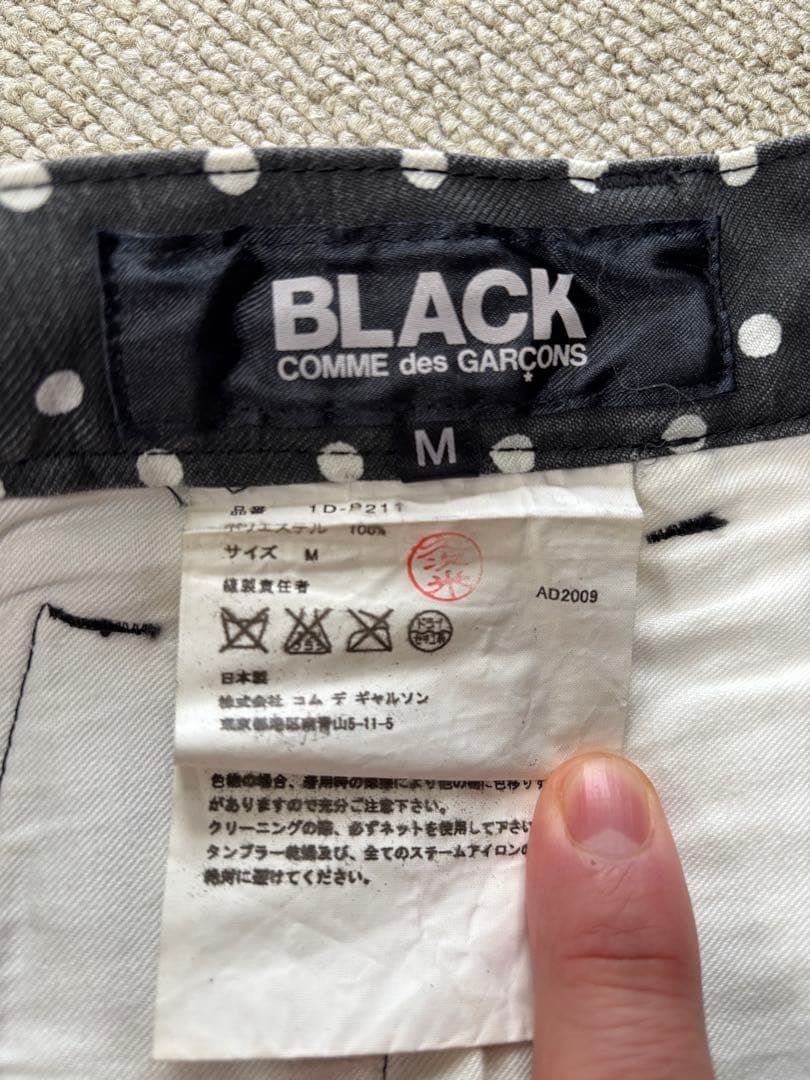 BLACK
COMME des GARÇONS
M
品番 1D-P211
ポリエステル 100%
サイズ M
縫製責任者
AD2009
ドライ
日本製
株式会社 コム デ ギャルソン
東京都港区南青山5-11-5
色物の場合、着用時の摩擦により他の物に色移りす
がありますので充分ご注意下さい。
クリーニングの際、必ずネットを使用して下さい
タンブラー乾燥及び、全てのスチームアイロンの
絶対に避けてください。